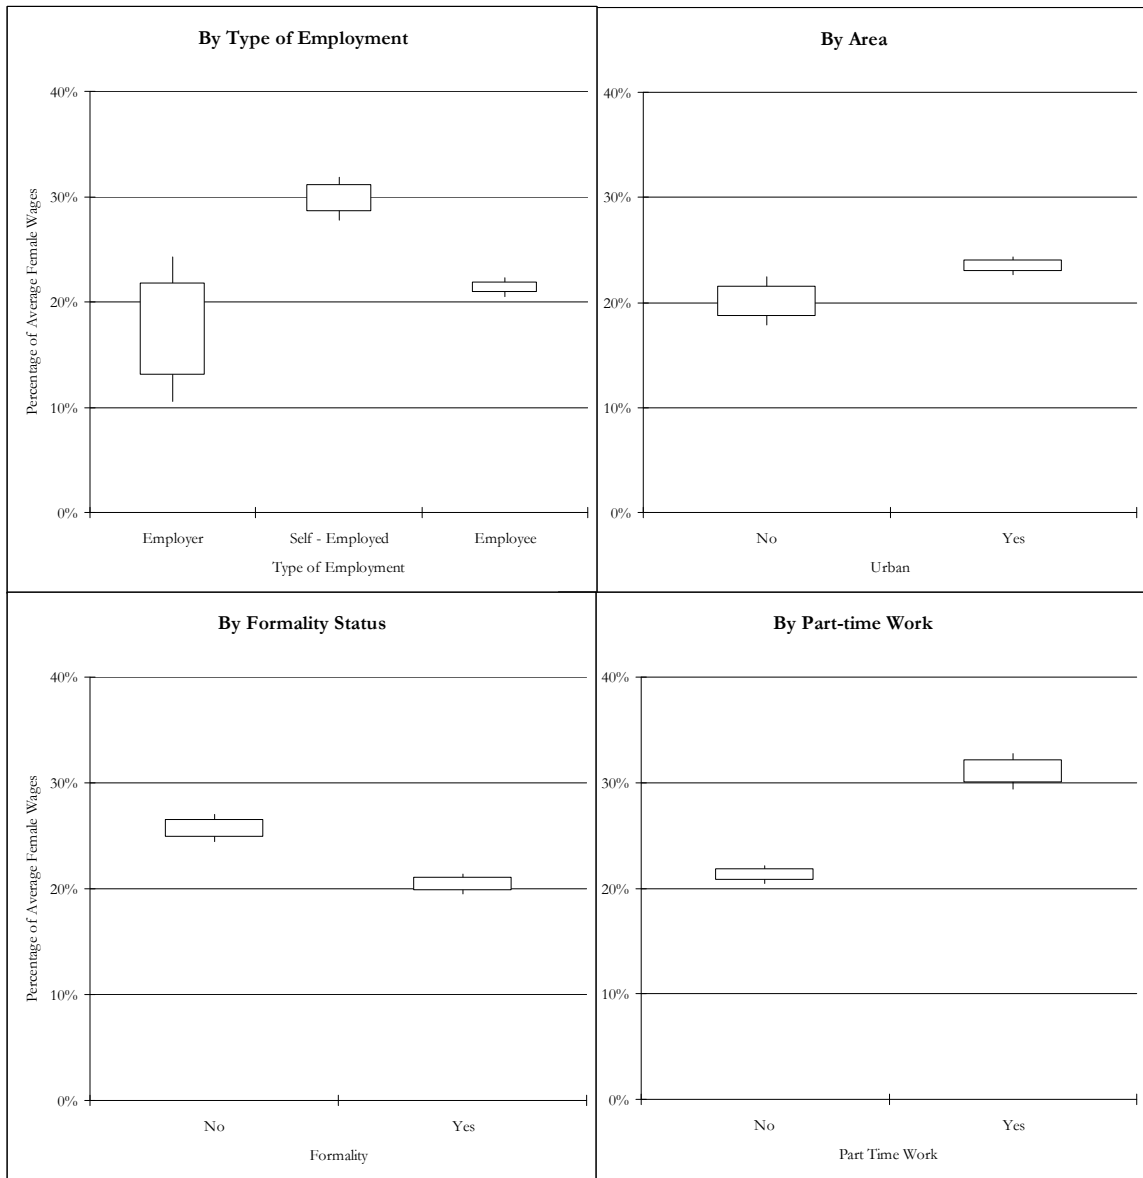 By Type of Employment
Percentage of Average Female Wages
40%
30%
20%
10%
0%
Employer
Self - Employed
Employee
Type of Employment
By Area
40%
30%
20%
10%
0%
No
Yes
Urban
By Formality Status
Percentage of Average Female Wages
40%
30%
20%
10%
0%
No
Yes
Formality
By Part-time Work
40%
30%
20%
10%
0%
No
Yes
Part Time Work